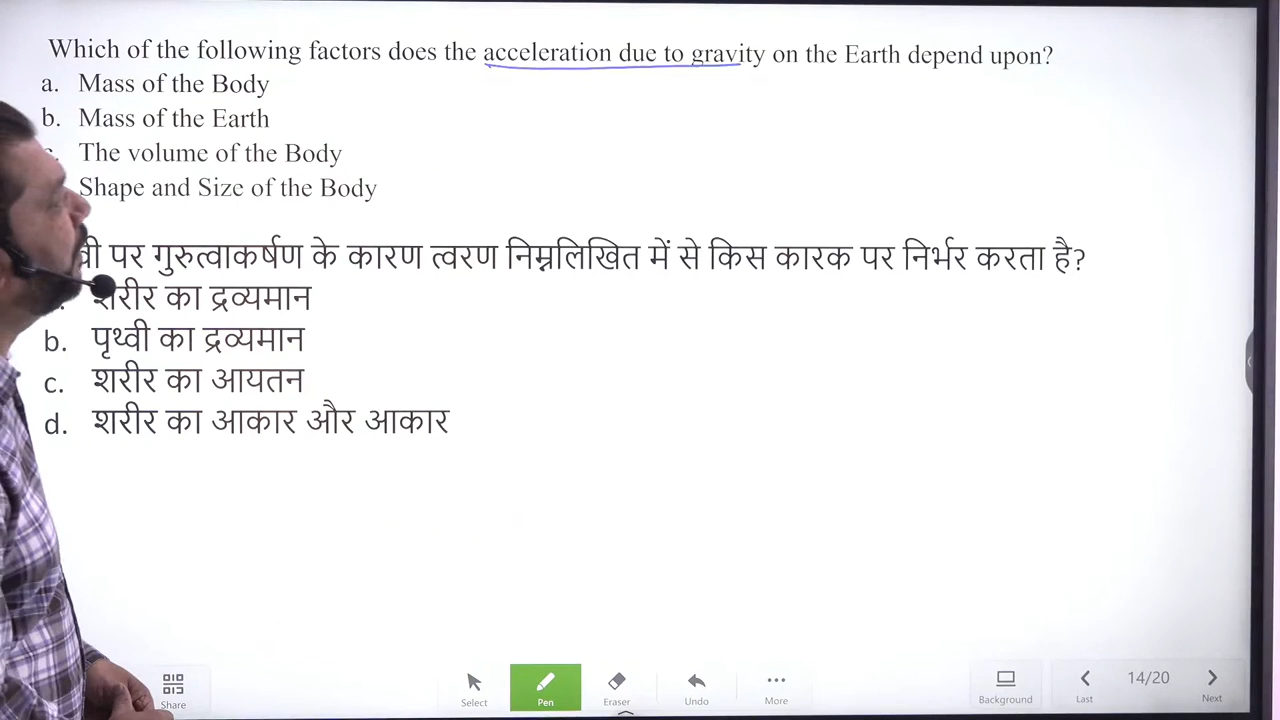 Which of the following factors does the acceleration due to gravity on the Earth depend upon?
a. Mass of the Body
b. Mass of the Earth
The volume of the Body
Shape and Size of the Body
पर गुरुत्वाकर्षण के कारण त्वरण निम्नलिखित में से किस कारक पर निर्भर करता है?
शरीर का द्रव्यमान
b. पृथ्वी का द्रव्यमान
c. शरीर का आयतन
d. शरीर का आकार और आकार
Share
Select
Pen
Eraser
Undo
More
Background
Last
14/20
Next